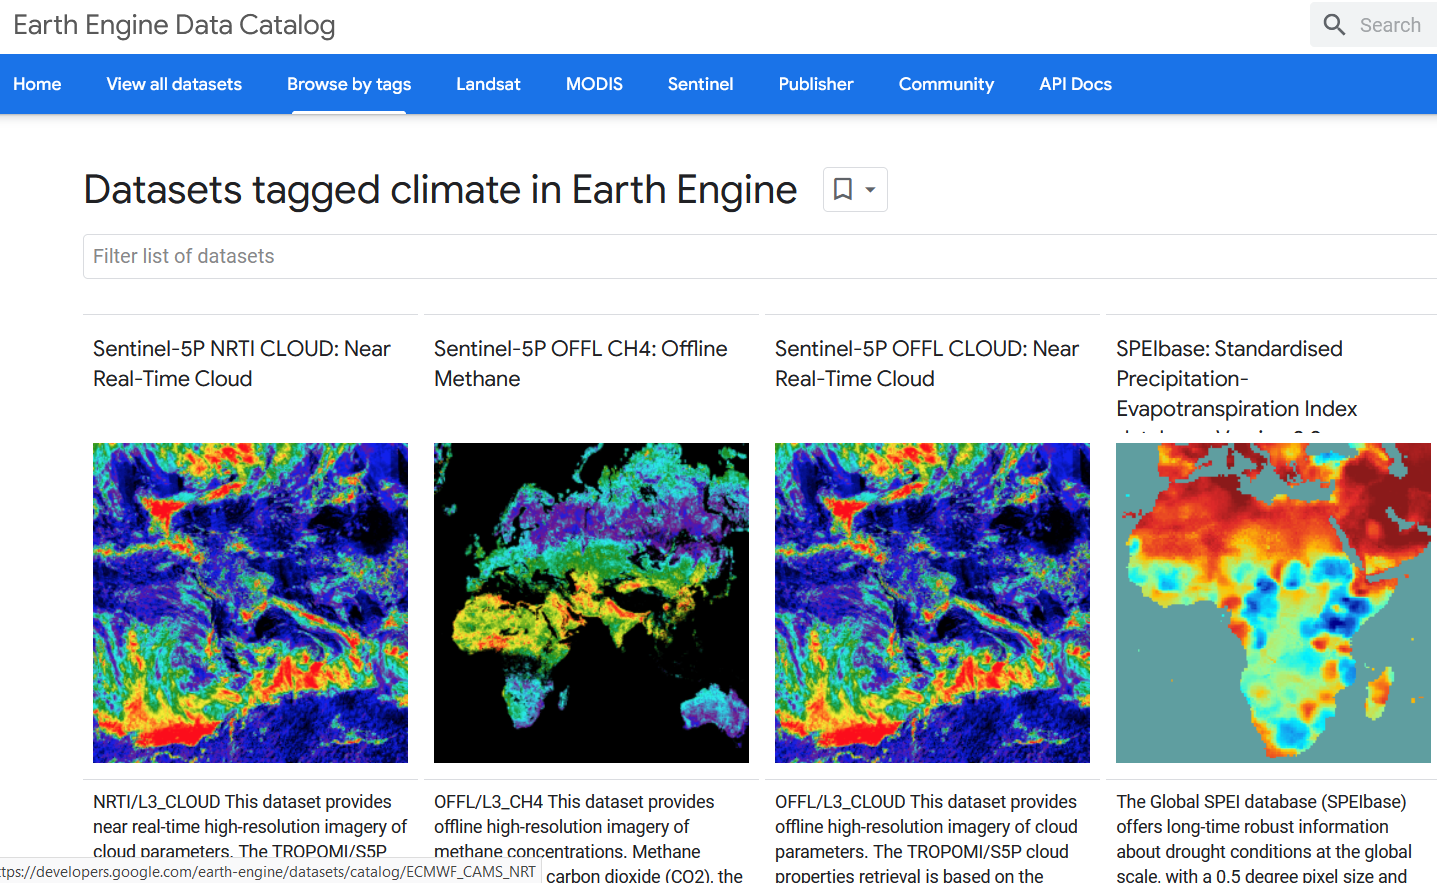 Earth Engine Data Catalog
Search
Home View all datasets Browse by tags Landsat MODIS Sentinel Publisher Community API Docs
Datasets tagged climate in Earth Engine
Filter list of datasets
Sentinel-5P NRTI CLOUD: Near
Real-Time Cloud
Sentinel-5P OFFL CH4: Offline
Methane
Sentinel-5P OFFL CLOUD: Near
Real-Time Cloud
SPEIbase: Standardised
Precipitation-
Evapotranspiration Index
NRTI/L3_CLOUD This dataset provides
near real-time high-resolution imagery of
cloud parameters. The TROPOMI/S5P
OFFL/L3_CH4 This dataset provides
offline high-resolution imagery of
methane concentrations. Methane
carbon dioxide (CO2), the
OFFL/L3_CLOUD This dataset provides
offline high-resolution imagery of cloud
parameters. The TROPOMI/S5P cloud
properties retrieval is based on the
The Global SPEI database (SPEIbase)
offers long-time robust information
about drought conditions at the global
scale, with a 0.5 degree pixel size and
ttps://developers.google.com/earth-engine/datasets/catalog/ECMWF_CAMS_NRT